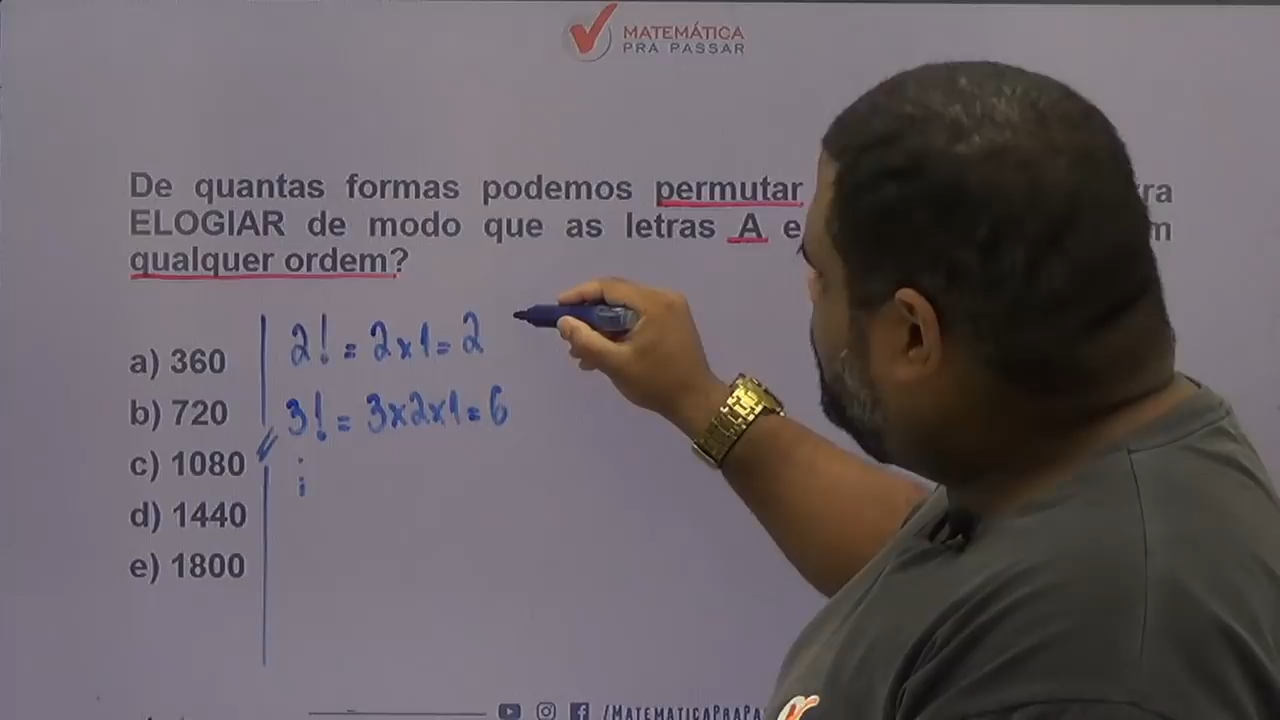 MATEMÁTICA
PRA PASSAR
De quantas formas podemos permutar
ELOGIAR de modo que as letras A e
qualquer ordem?
a) 360
b) 720
c) 1080
d) 1440
e) 1800
2! = 2x1=2
3! = 3x2x1=6